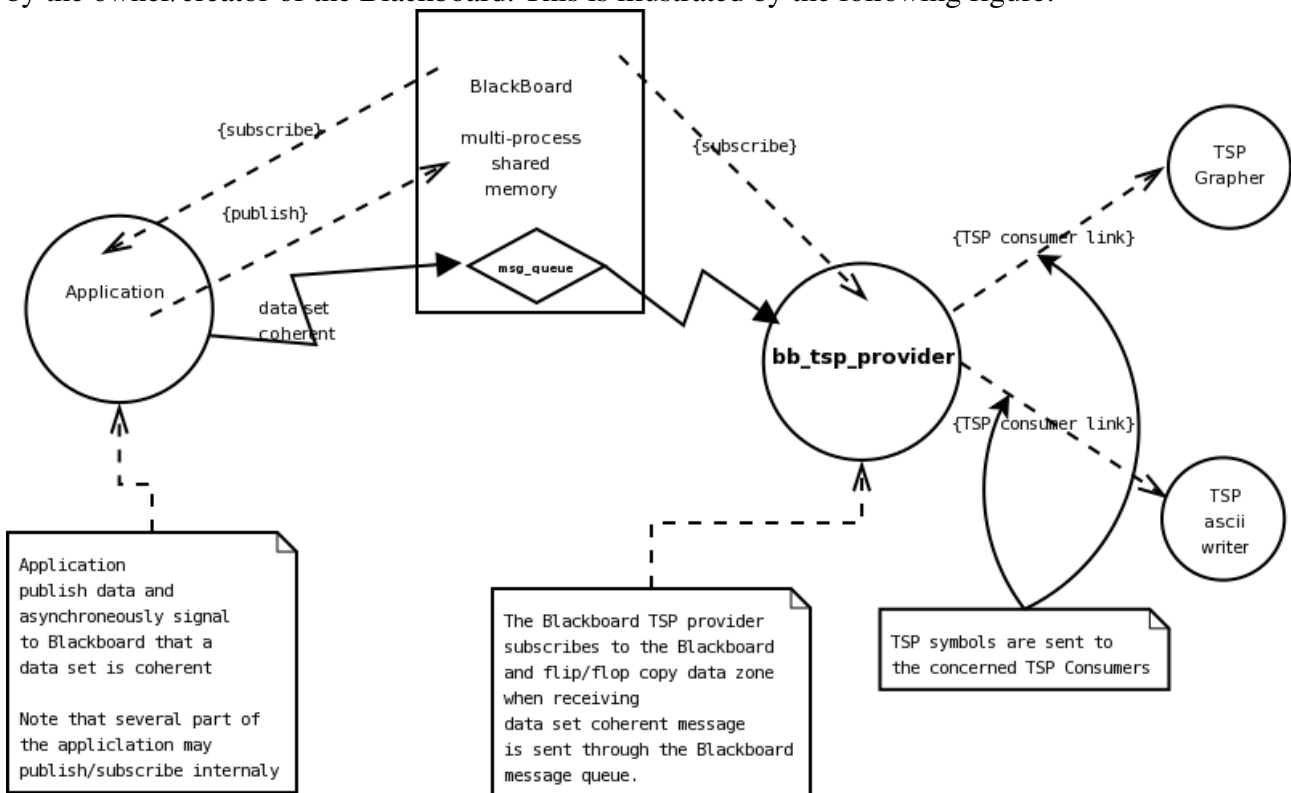 by the owner/creator of the Blackboard. This is illustrated by the following figure:
BlackBoard
multi-process
shared
memory
{subscribe}
{subscribe}
{publish}
msg_queue
TSP
Grapher
{TSP consumer link}
Application
data set
coherent
bb_tsp_provider
{TSP consumer link}
TSP
ascii
writer
Application
publish data and
asynchroneously signal
to Blackboard that a
data set is coherent
Note that several part of
the appliclation may
publish/subscribe internaly
The Blackboard TSP provider
subscribes to the Blackboard
and flip/flop copy data zone
when receiving
data set coherent message
is sent through the Blackboard
message queue.
TSP symbols are sent to
the concerned TSP Consumers